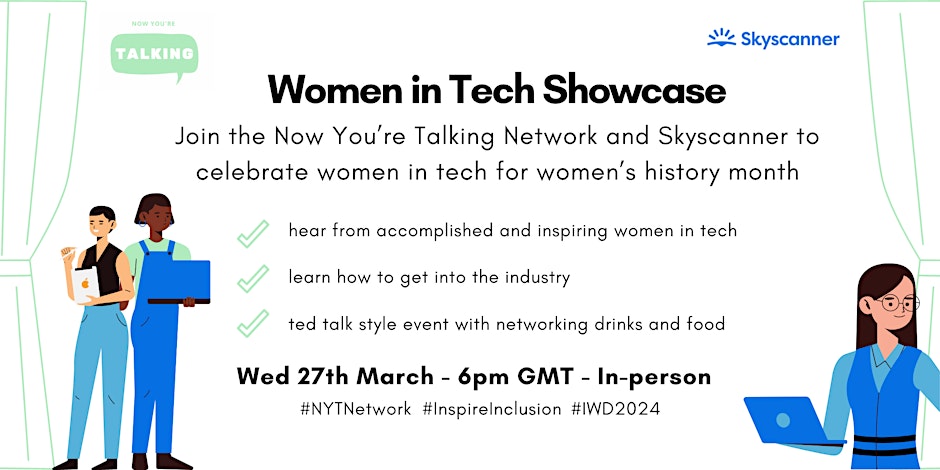 NOW YOU'RE
TALKING
Skyscanner
Women in Tech Showcase
Join the Now You’re Talking Network and Skyscanner to
celebrate women in tech for women’s history month
hear from accomplished and inspiring women in tech
learn how to get into the industry
ted talk style event with networking drinks and food
Wed 27th March - 6pm GMT - In-person
#NYTNetwork #InspireInclusion #IWD2024